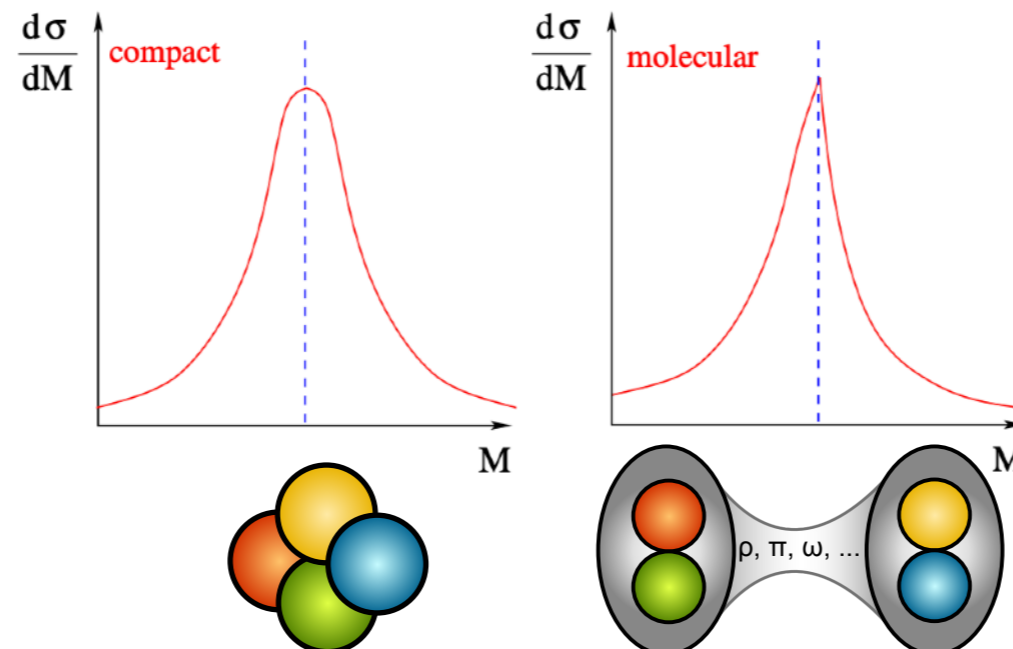 dσ
dM
compact
M
dσ
dM
molecular
M
ρ, π, ω, ...